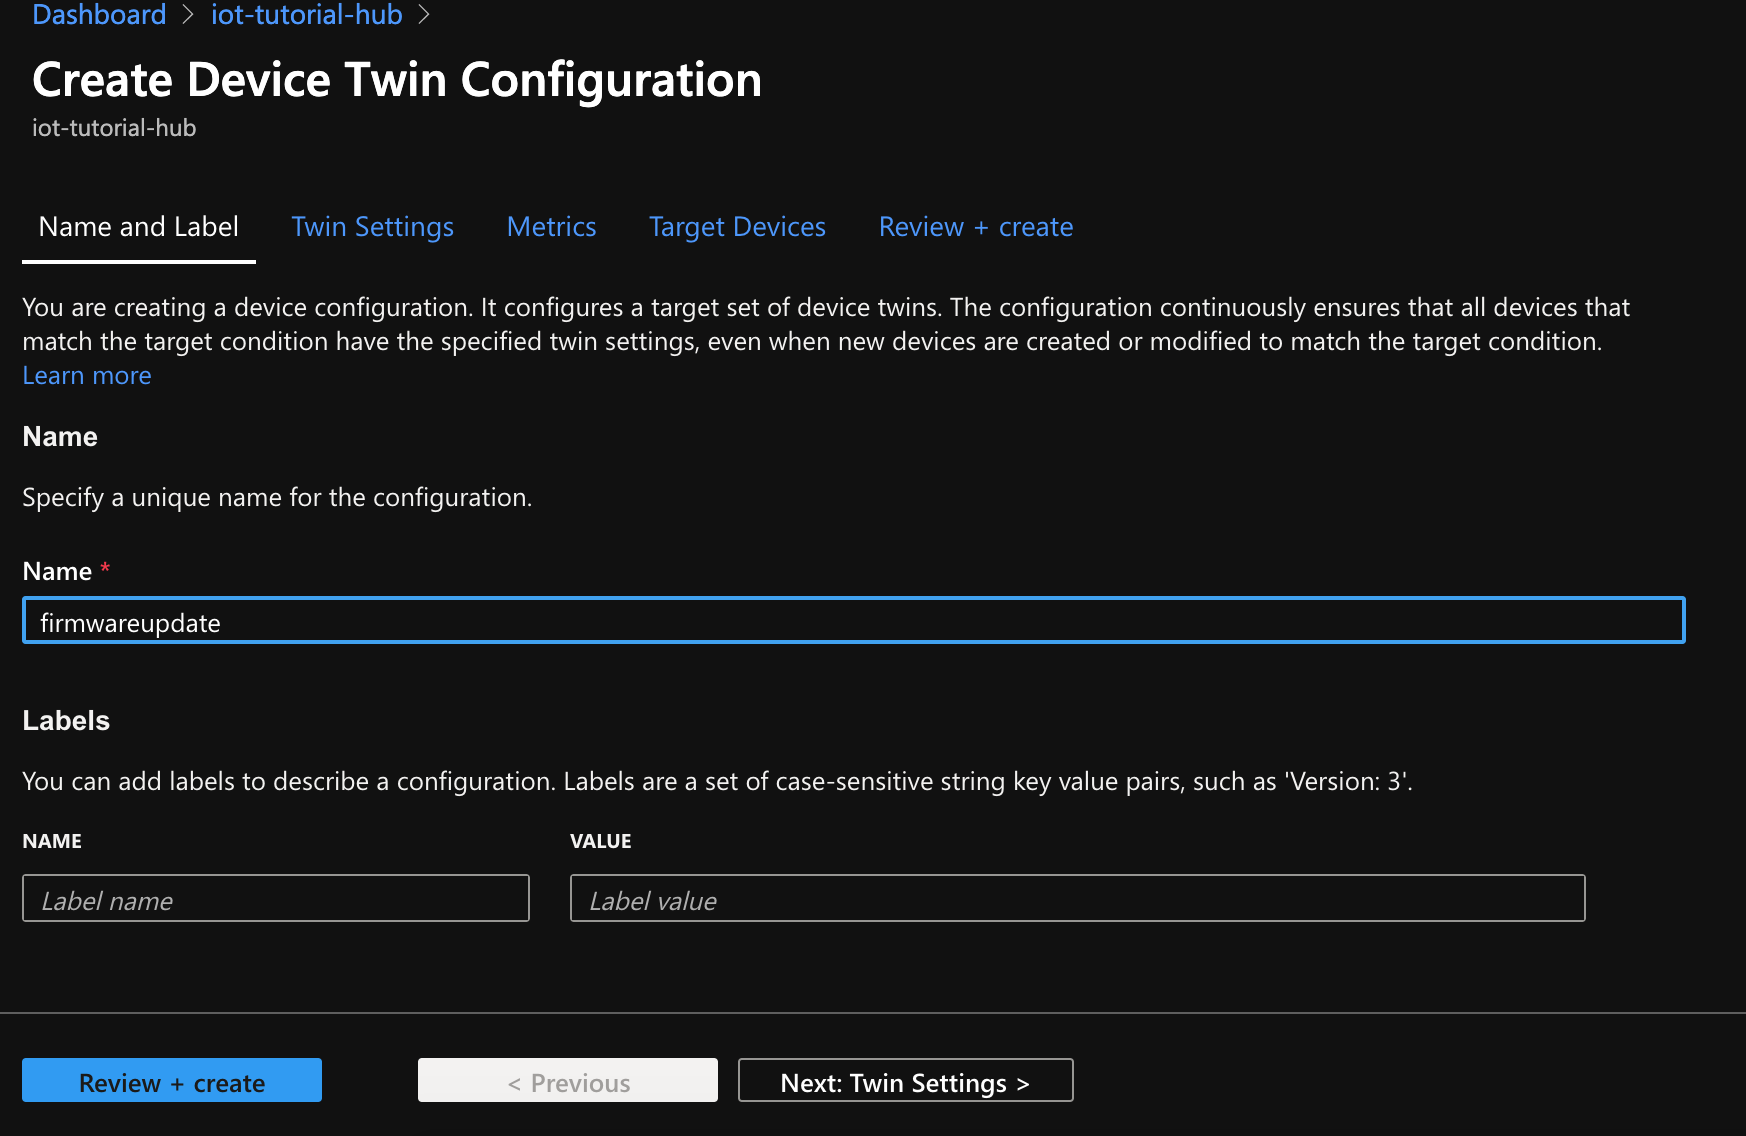 Dashboard > iot-tutorial-hub >
Create Device Twin Configuration
iot-tutorial-hub
Name and Label Twin Settings Metrics Target Devices Review + create
You are creating a device configuration. It configures a target set of device twins. The configuration continuously ensures that all devices that
match the target condition have the specified twin settings, even when new devices are created or modified to match the target condition.
Learn more
Name
Specify a unique name for the configuration.
Name *
firmwareupdate
Labels
You can add labels to describe a configuration. Labels are a set of case-sensitive string key value pairs, such as 'Version: 3'.
NAME VALUE
Label name Label value
Review + create < Previous Next: Twin Settings >